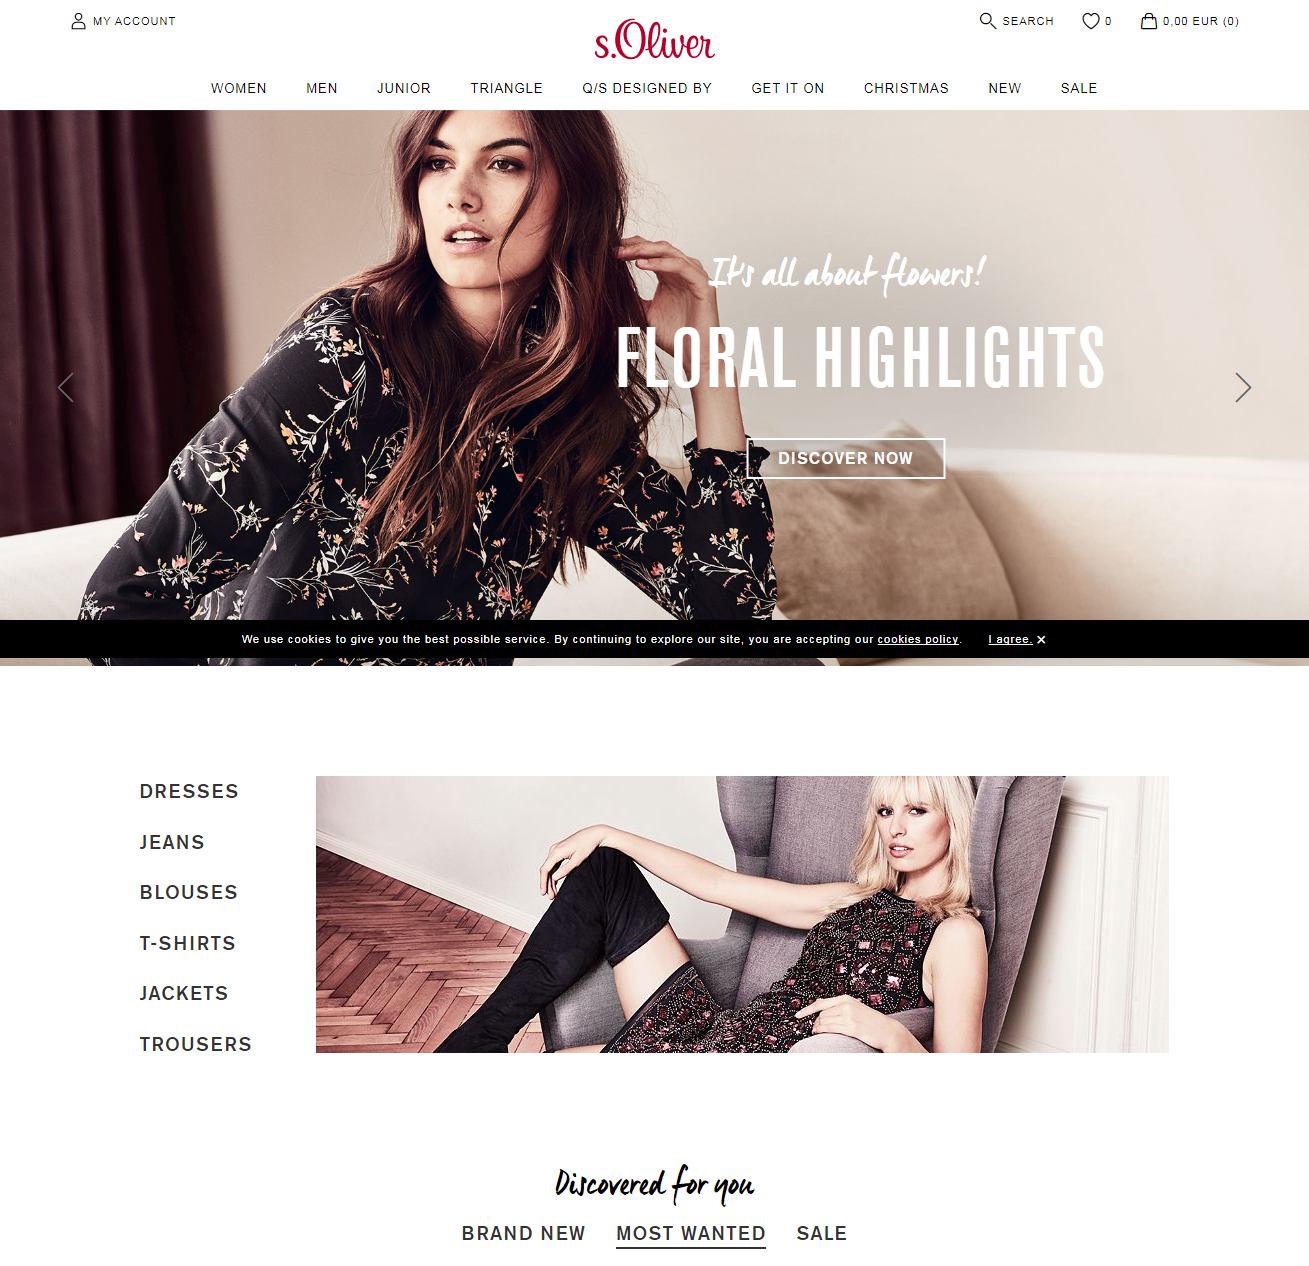 MY ACCOUNT
s.Oliver
SEARCH
0
0,00 EUR (0)
WOMEN
MEN
JUNIOR
TRIANGLE
Q/S DESIGNED BY
GET IT ON
CHRISTMAS
NEW
SALE
It's all about flowers!
FLORAL HIGHLIGHTS
DISCOVER NOW
We use cookies to give you the best possible service. By continuing to explore our site, you are accepting our cookies policy. I agree. ×
DRESSES
JEANS
BLOUSES
T-SHIRTS
JACKETS
TROUSERS
Discovered for you
BRAND NEW
MOST WANTED
SALE